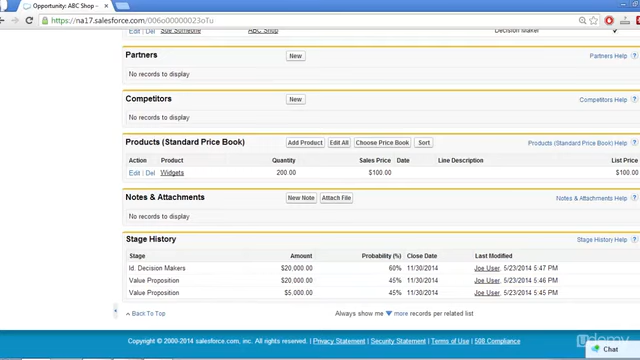 Opportunity: ABC Shop ~
https://na17.salesforce.com/006o00000023oTu
Edit | Del Sue Someone ABC Shop Decision Maker ✓
Partners New Partners Help ?
No records to display
Competitors New Competitors Help ?
No records to display
Products (Standard Price Book) Add Product Edit All Choose Price Book Sort Products (Standard Price Book) Help ?
Action Product Quantity Sales Price Date Line Description List Price
Edit | Del Widgets 200.00 $100.00 $100.00
Notes & Attachments New Note Attach File Notes & Attachments Help ?
No records to display
Stage History Stage History Help ?
Stage Amount Probability (%) Close Date Last Modified
Id. Decision Makers $20,000.00 60% 11/30/2014 Joe User, 5/23/2014 5:47 PM
Value Proposition $20,000.00 45% 11/30/2014 Joe User, 5/23/2014 5:46 PM
Value Proposition $5,000.00 45% 11/30/2014 Joe User, 5/23/2014 5:45 PM
Back To Top Always show me more records per related list
Copyright © 2000-2014 salesforce.com, inc. All rights reserved. | Privacy Statement | Security Statement | Terms of Use | 508 Compliance
udemy
Chat